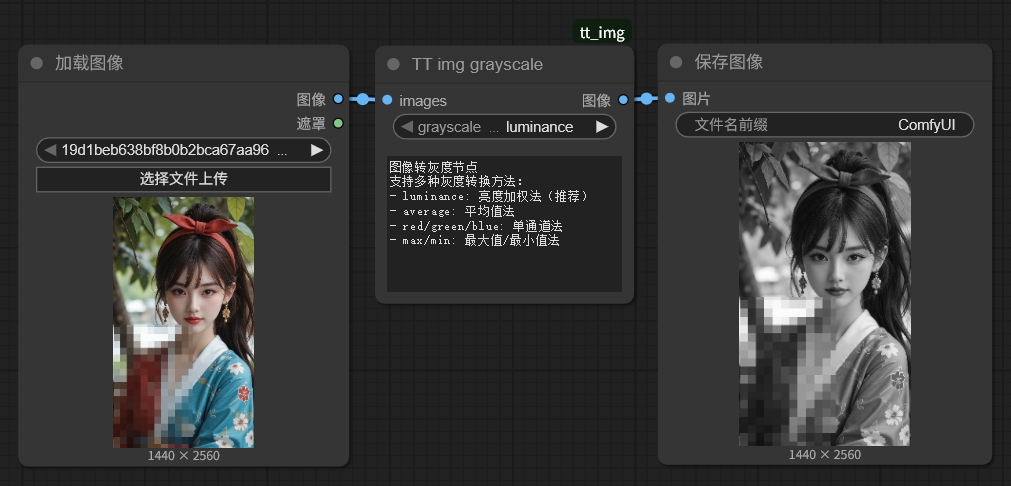 tt_img
加载图像
图像
遮罩
19d1beb638bf8b0b2bca67aa96 ...
选择文件上传
1440 × 2560
TT img grayscale
images
图像
grayscale ... luminance
图像转灰度节点
支持多种灰度转换方法：
- luminance: 亮度加权法（推荐）
- average: 平均值法
- red/green/blue: 单通道法
- max/min: 最大值/最小值法
保存图像
图片
文件名前缀 ComfyUI
1440 × 2560